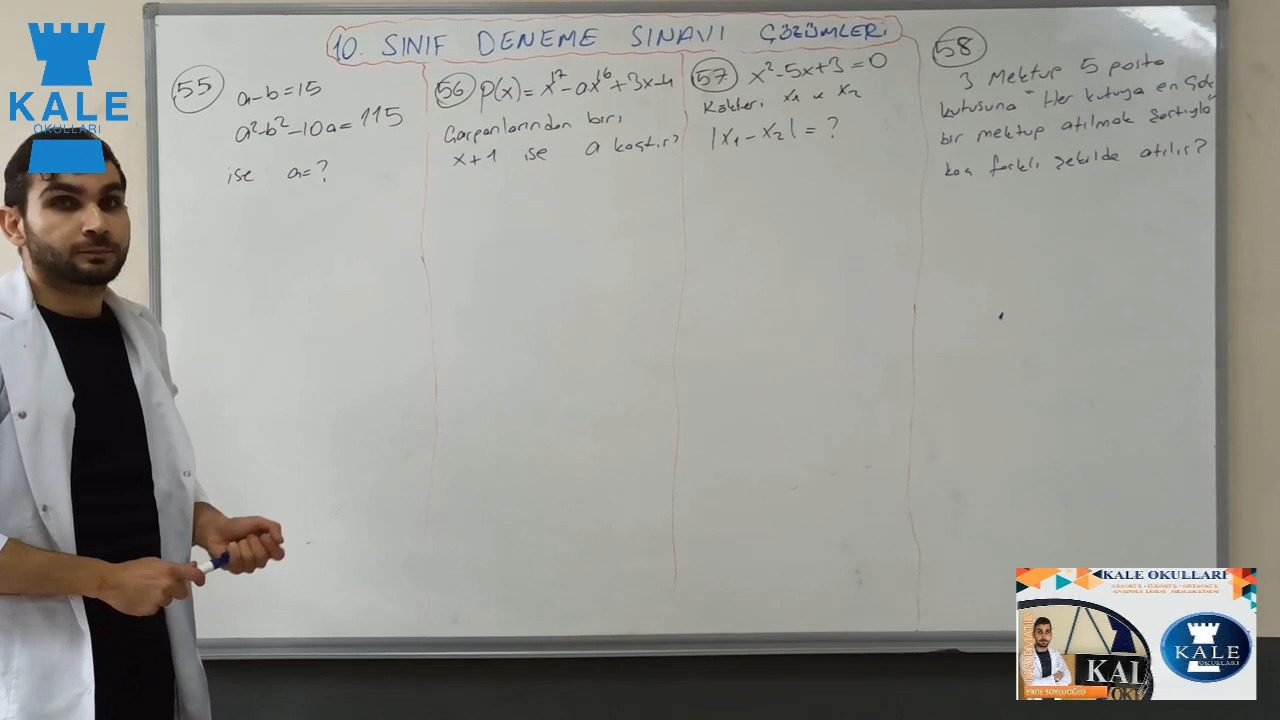 KALE
OKULLARI
10. SINIF DENEME SINAVI ÇÖZÜMLERİ
55
a-b=15
a²-b²-10a=115
ise a=?
56 P(x)=x¹⁷-ax¹⁶+3x-4
Çarpanlarından biri
x+1 ise a kaçtır?
57 x²-5x+3=0
Kökleri x₁ ve x₂
|x₁-x₂|=?
58
3 Mektup 5 posta
kutusuna "Her kutuya en çok
bir mektup atılmak şartıyla"
kaç farklı şekilde atılır?
KALE OKULLARI
KAL
OKU
KALE
OKULLARI